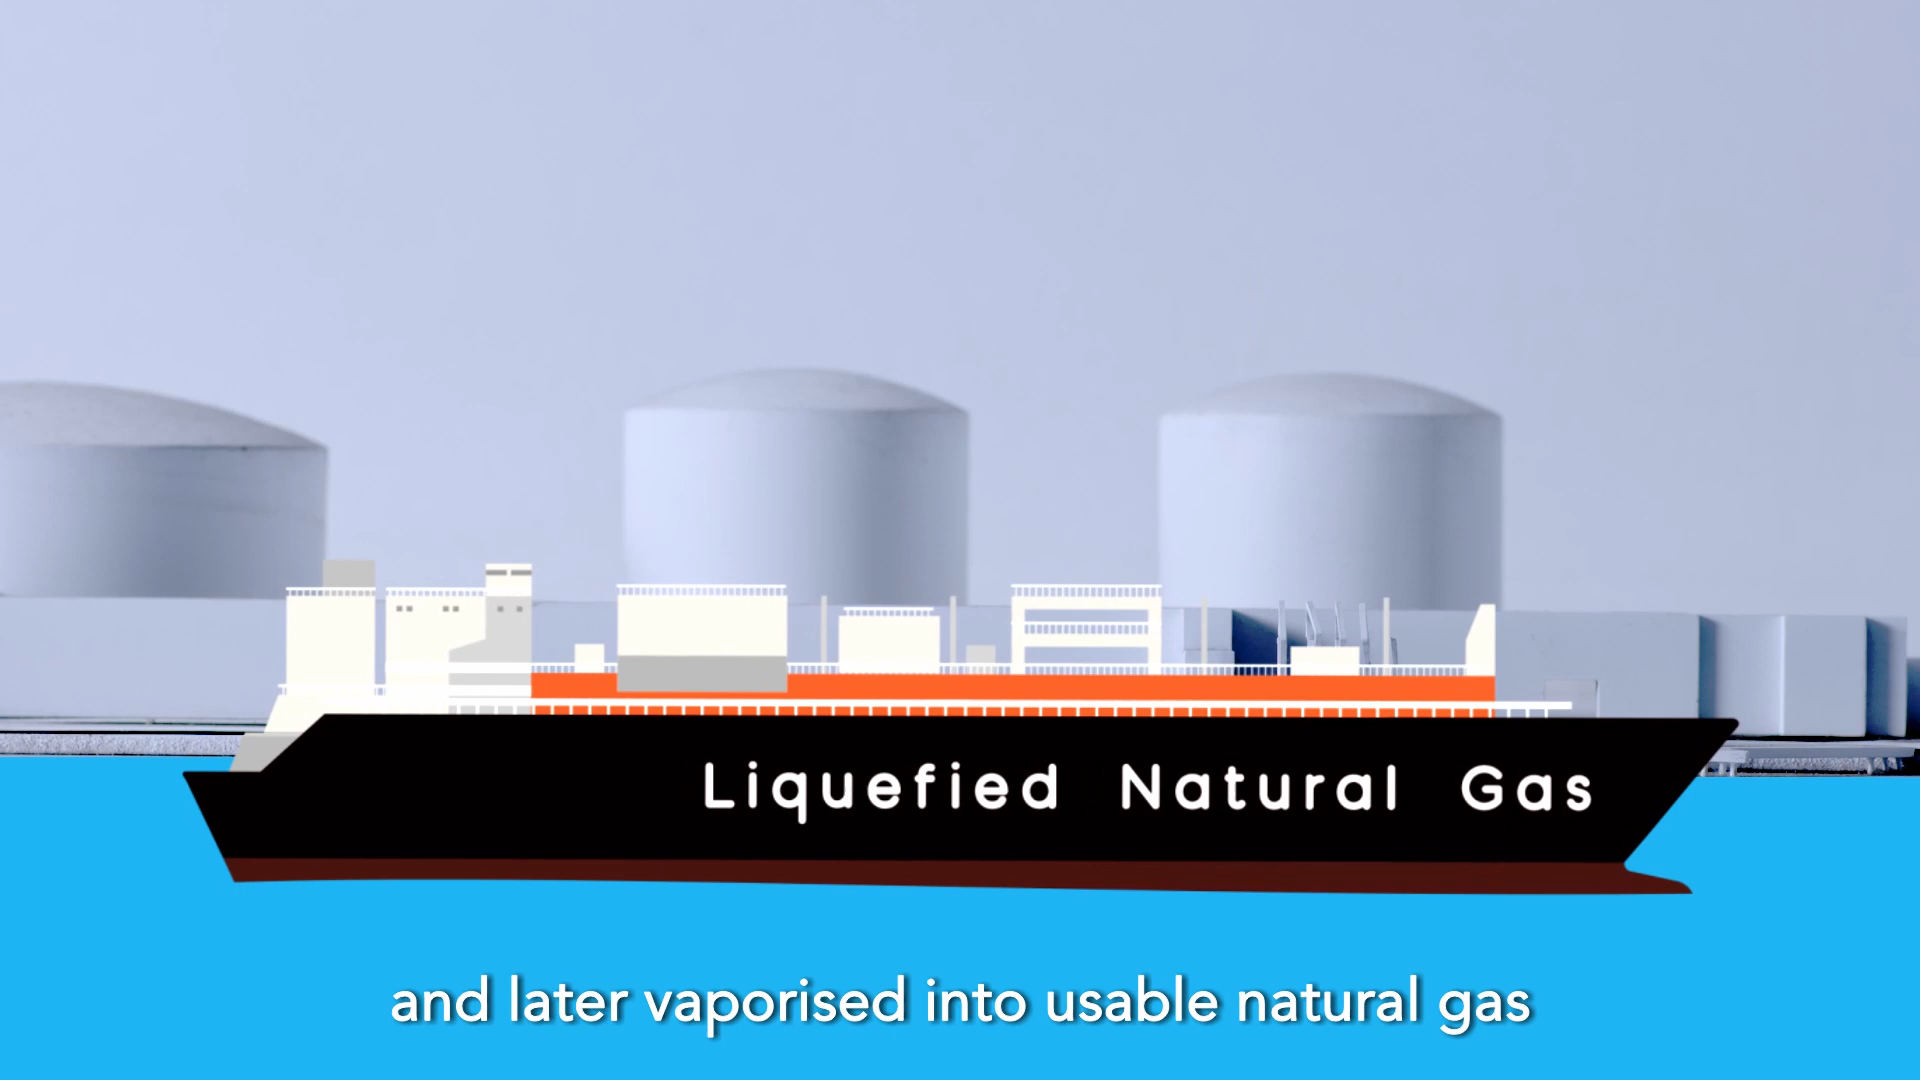 Liquefied Natural Gas
and later vaporised into usable natural gas